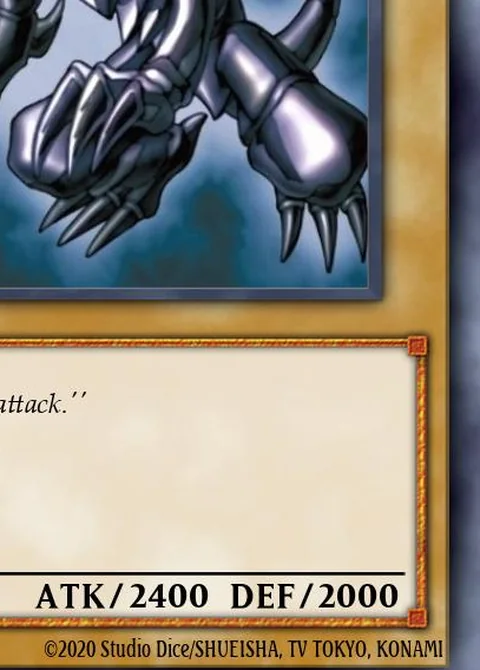 attack.''
ATK/2400 DEF/2000
©2020 Studio Dice/SHUEISHA, TV TOKYO, KONAMI